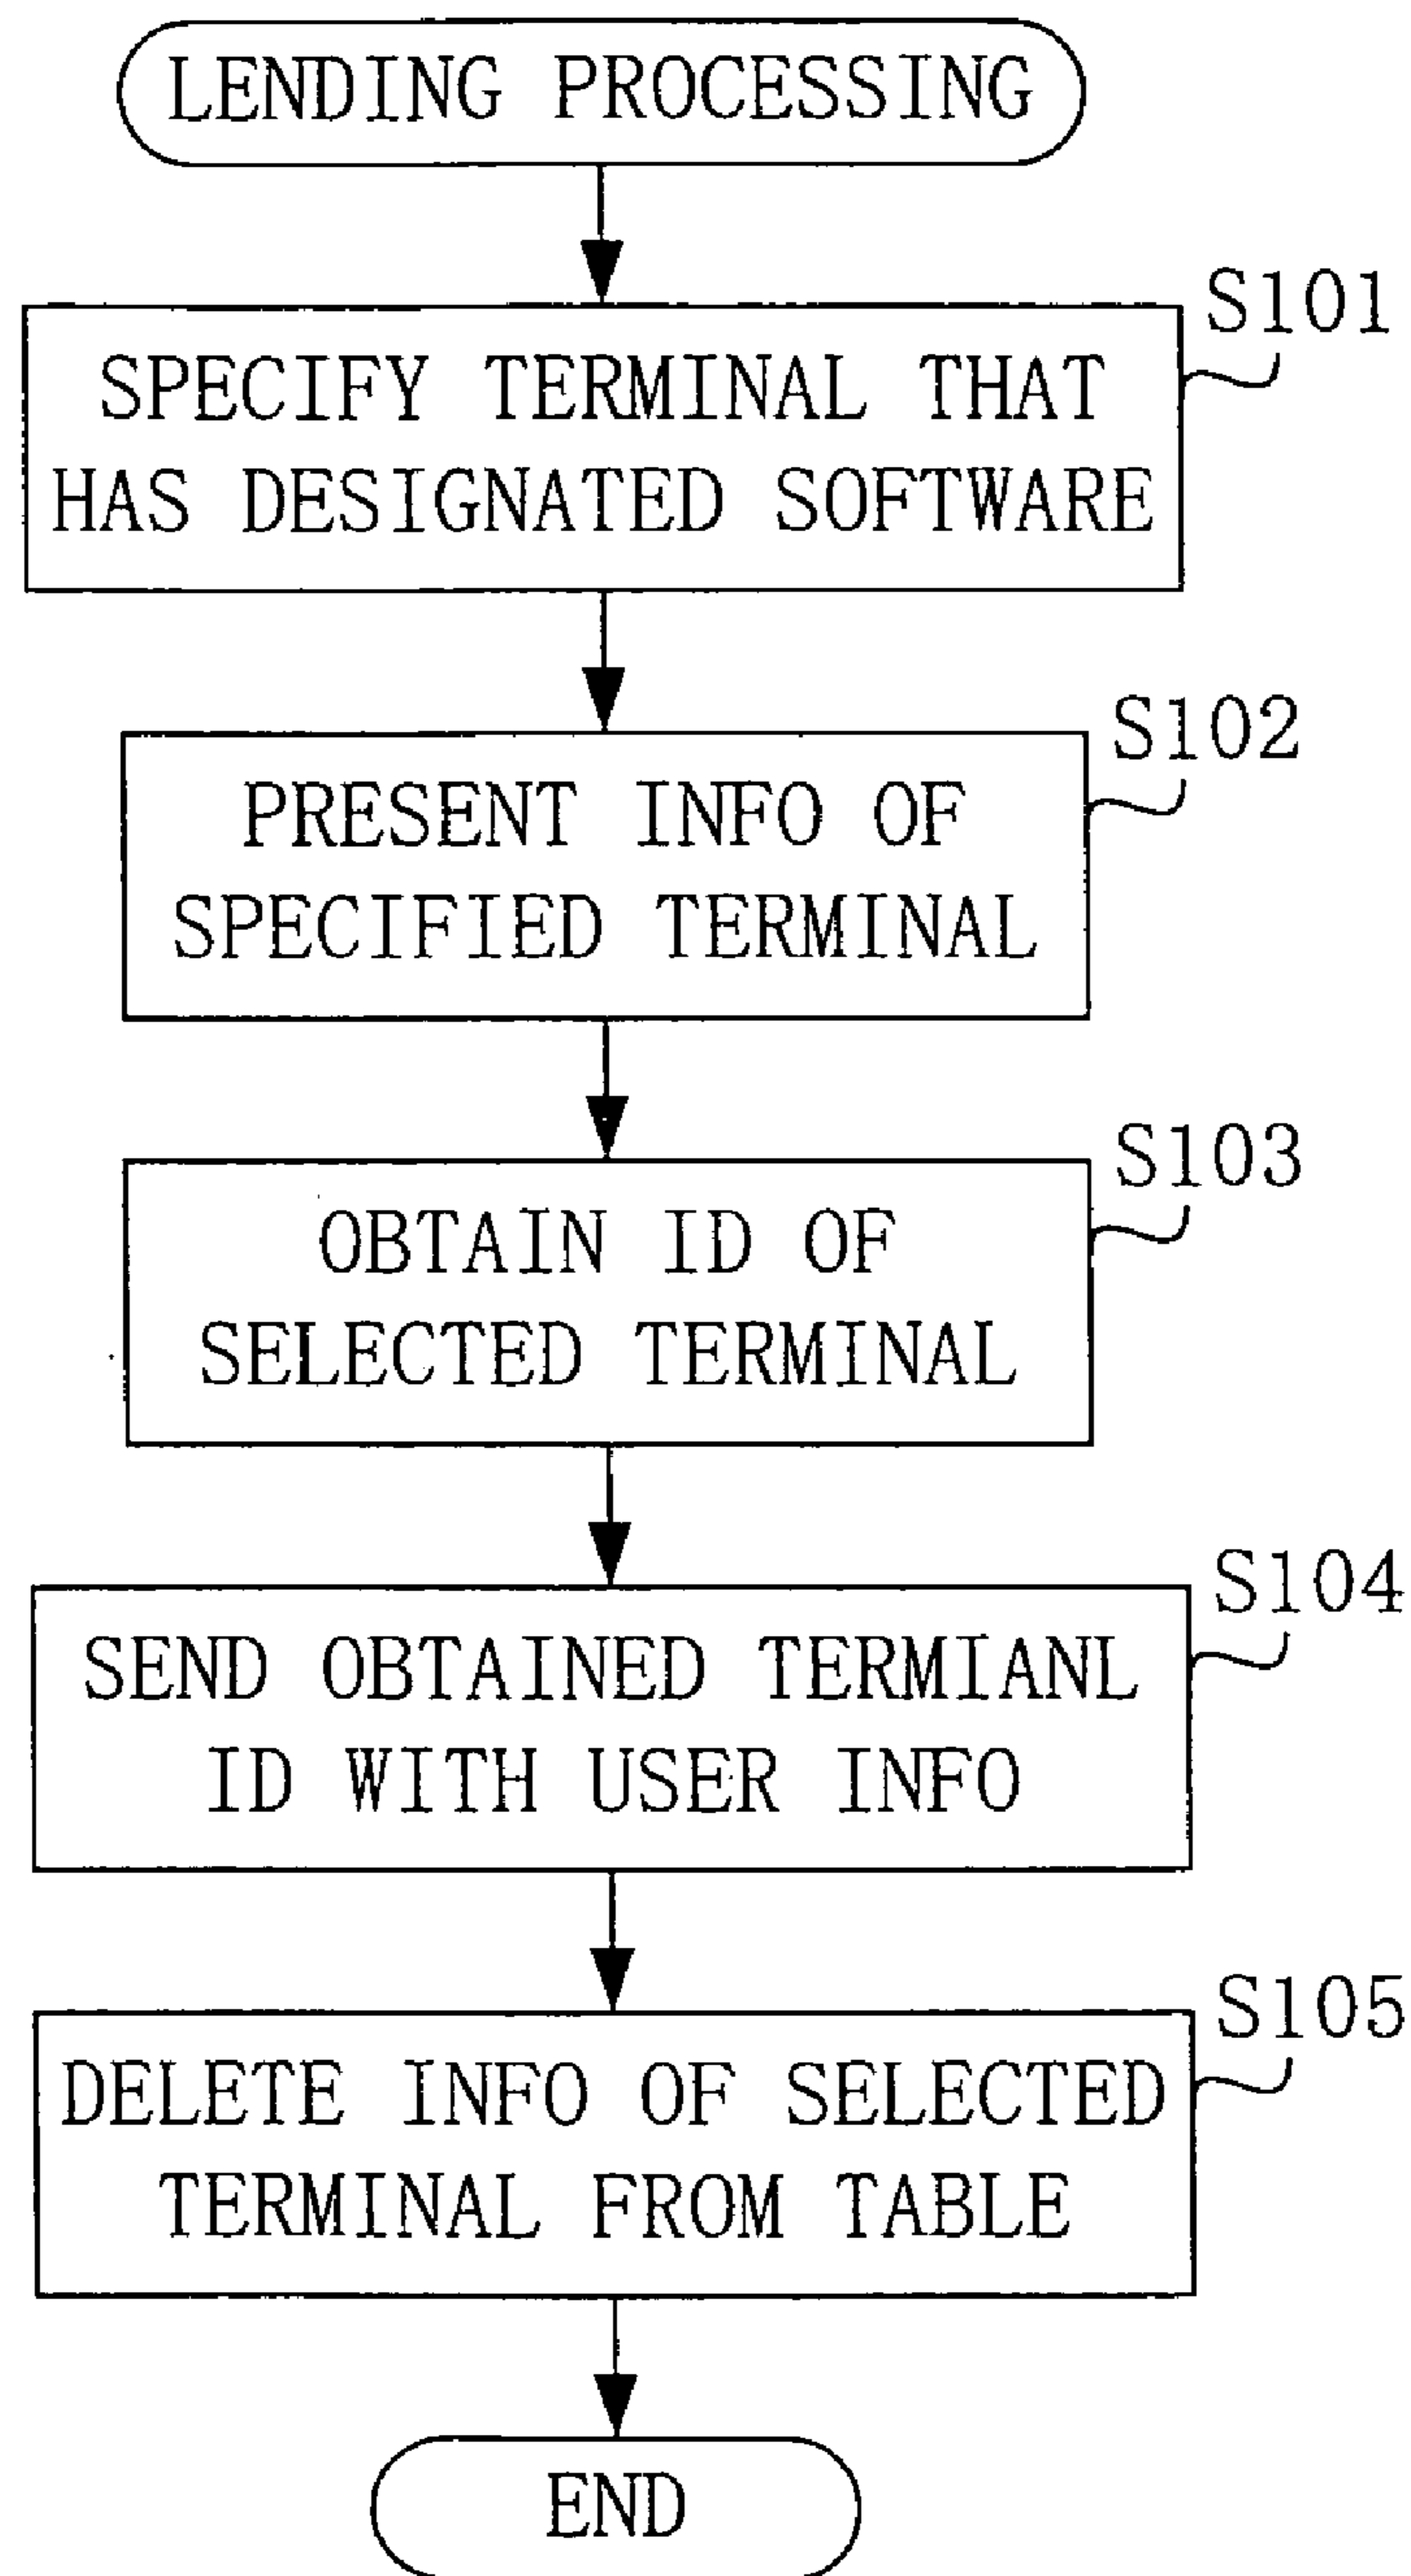 LENDING PROCESSING
S101
SPECIFY TERMINAL THAT
HAS DESIGNATED SOFTWARE
S102
PRESENT INFO OF
SPECIFIED TERMINAL
S103
OBTAIN ID OF
SELECTED TERMINAL
S104
SEND OBTAINED TERMIANL
ID WITH USER INFO
S105
DELETE INFO OF SELECTED
TERMINAL FROM TABLE
END